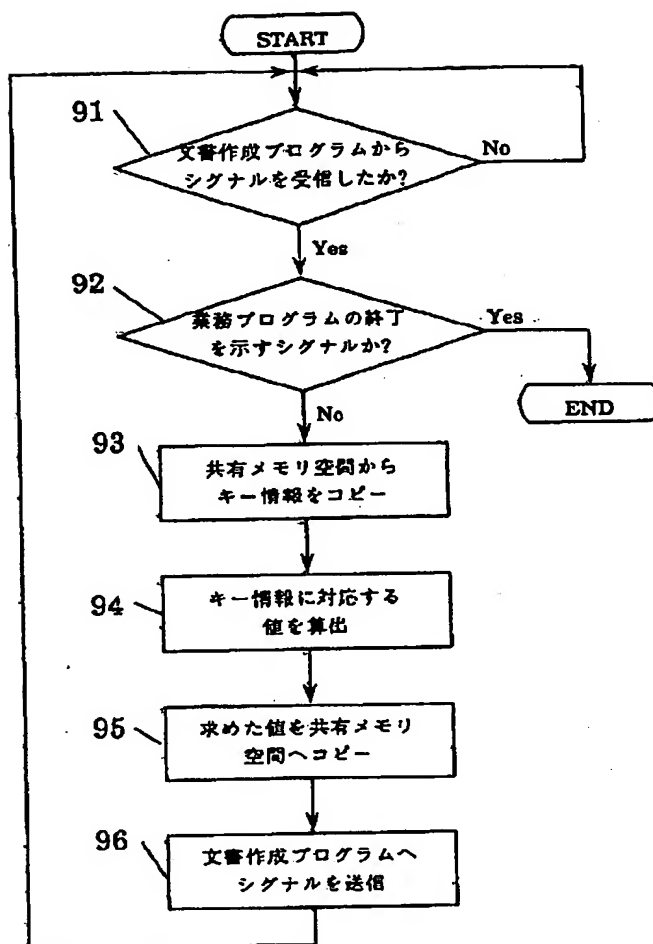 START
91
文書作成プログラムから
シグナルを受信したか?
No
Yes
92
業務プログラムの終了
を示すシグナルか?
Yes
END
No
93
共有メモリ空間から
キー情報をコピー
94
キー情報に対応する
値を算出
95
求めた値を共有メモリ
空間へコピー
96
文書作成プログラムへ
シグナルを送信